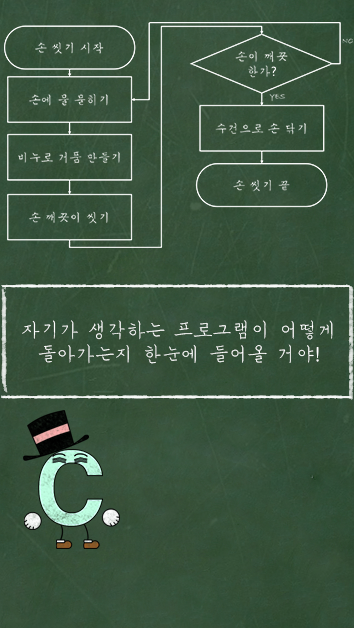 손 씻기 시작
손에 물 묻히기
비누로 거품 만들기
손 깨끗이 씻기
손이 깨끗
한가?
NO
YES
수건으로 손 닦기
손 씻기 끝
자기가 생각하는 프로그램이 어떻게
돌아가는지 한눈에 들어올 거야!
C